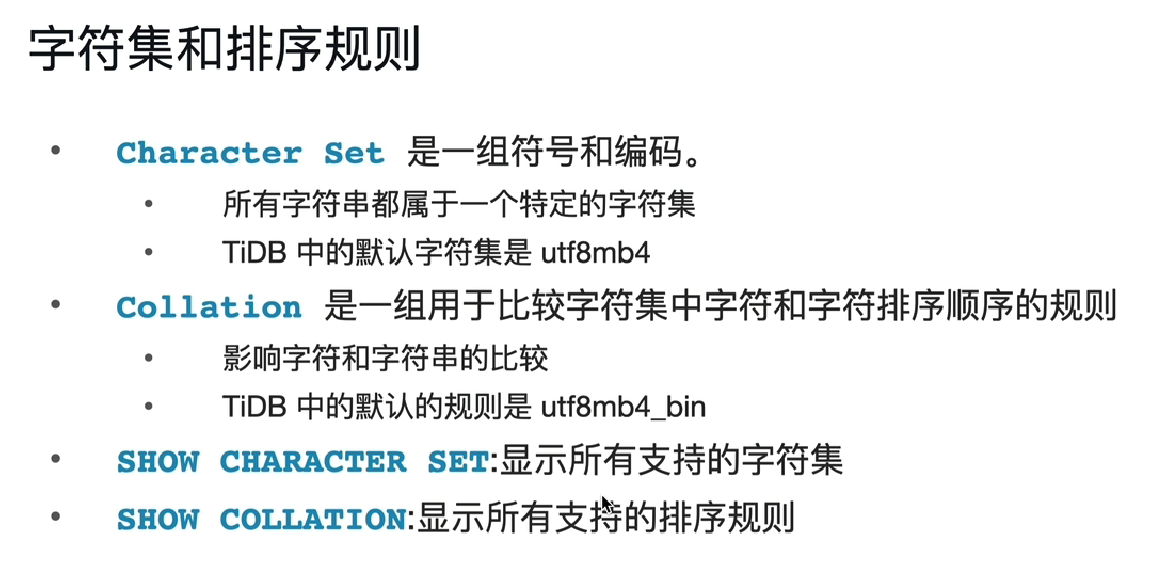 字符集和排序规则
• Character Set 是一组符号和编码。
• 所有字符串都属于一个特定的字符集
• TiDB 中的默认字符集是 utf8mb4
• Collation 是一组用于比较字符集中字符和字符排序顺序的规则
• 影响字符和字符串的比较
• TiDB 中的默认的规则是 utf8mb4_bin
• SHOW CHARACTER SET:显示所有支持的字符集
• SHOW COLLATION:显示所有支持的排序规则